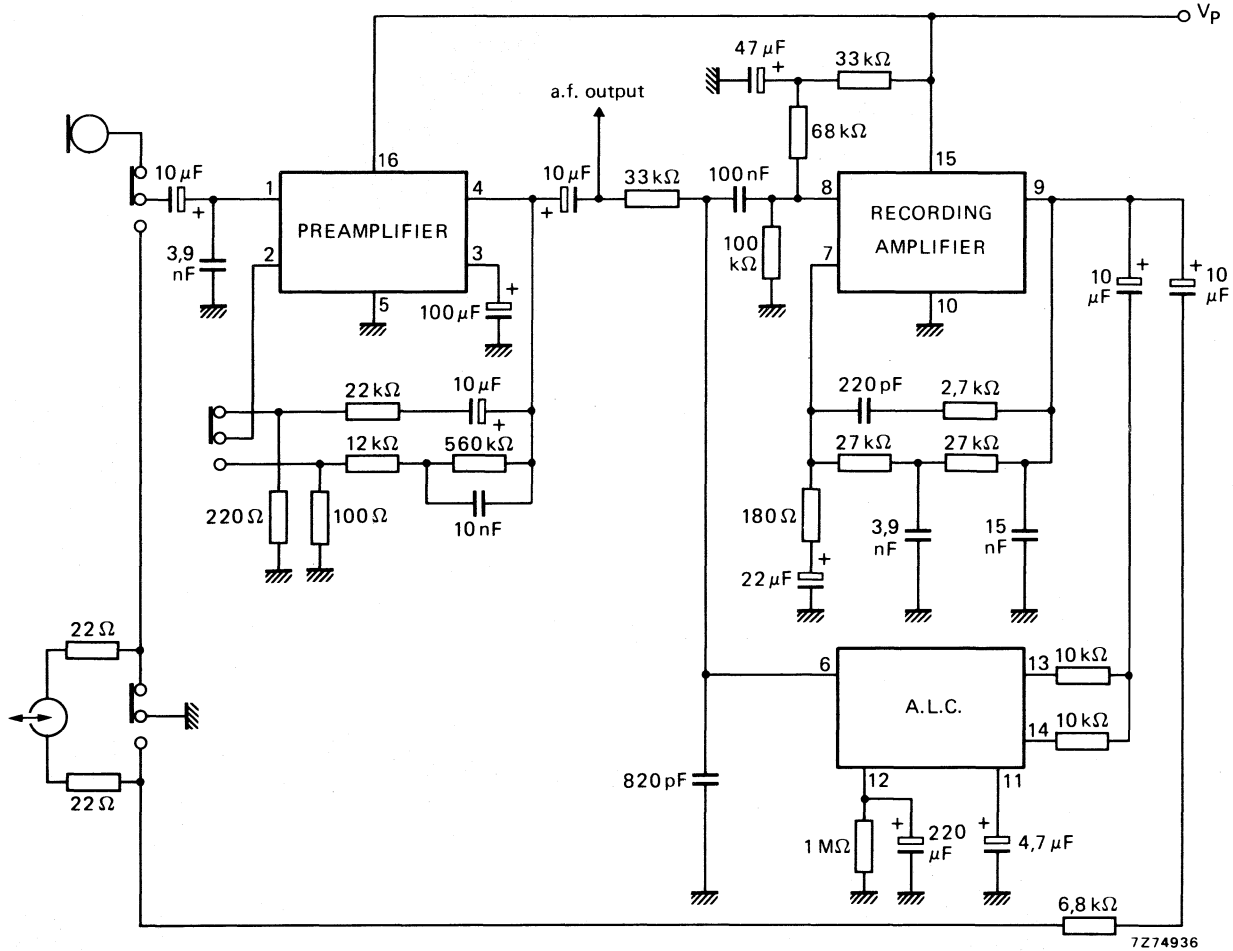 Vp
47 µF
+
33 kΩ
a.f. output
68 kΩ
10 µF
+
1
16
4
10 µF
+
33 kΩ
100 nF
8
15
9
PREAMPLIFIER
RECORDING
AMPLIFIER
3,9
nF
2
3
100
kΩ
7
+
100 µF
5
10
10
µF
+
+
10
µF
22 kΩ
10 µF
+
220 pF
2,7 kΩ
12 kΩ
560 kΩ
27 kΩ
27 kΩ
220 Ω
100 Ω
10 nF
180 Ω
+
22 µF
3,9
nF
15
nF
22 Ω
6
A.L.C.
13
10 kΩ
14
10 kΩ
22 Ω
820 pF
12
11
1 MΩ
+
220
µF
+
4,7 µF
6,8 kΩ
7Z74936